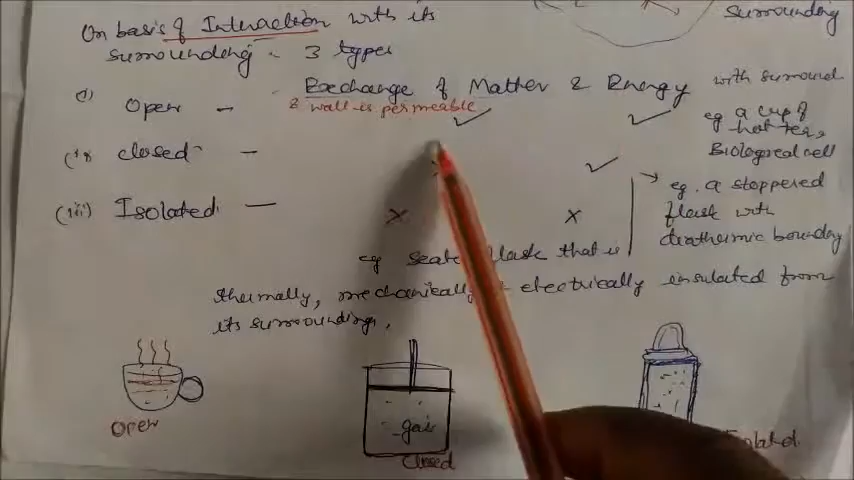 Surrounding
On basis of Interaction with its
surrounding - 3 types
Exchange of Matter & Energy with surround
(i) Open - & wall is permeable ✓ ✓ eg a cup of
hot tea,
Biological cell
(ii) closed - ✓
→ eg. a stoppered
flask with
diathermic boundary
(iii) Isolated - × ×
eg flask that is
thermally, mechanically electrically insulated from
its surroundings,
Open
gas
Closed